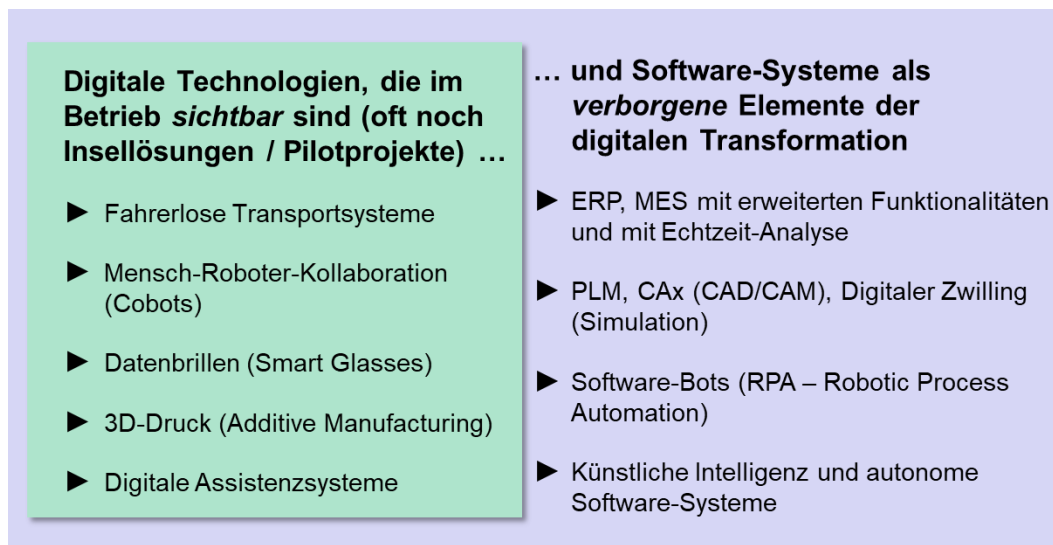 Digitale Technologien, die im
Betrieb sichtbar sind (oft noch
Insellösungen / Pilotprojekte) …
► Fahrerlose Transportsysteme
► Mensch-Roboter-Kollaboration
(Cobots)
► Datenbrillen (Smart Glasses)
► 3D-Druck (Additive Manufacturing)
► Digitale Assistenzsysteme
… und Software-Systeme als
verborgene Elemente der
digitalen Transformation
► ERP, MES mit erweiterten Funktionalitäten
und mit Echtzeit-Analyse
► PLM, CAx (CAD/CAM), Digitaler Zwilling
(Simulation)
► Software-Bots (RPA – Robotic Process
Automation)
► Künstliche Intelligenz und autonome
Software-Systeme